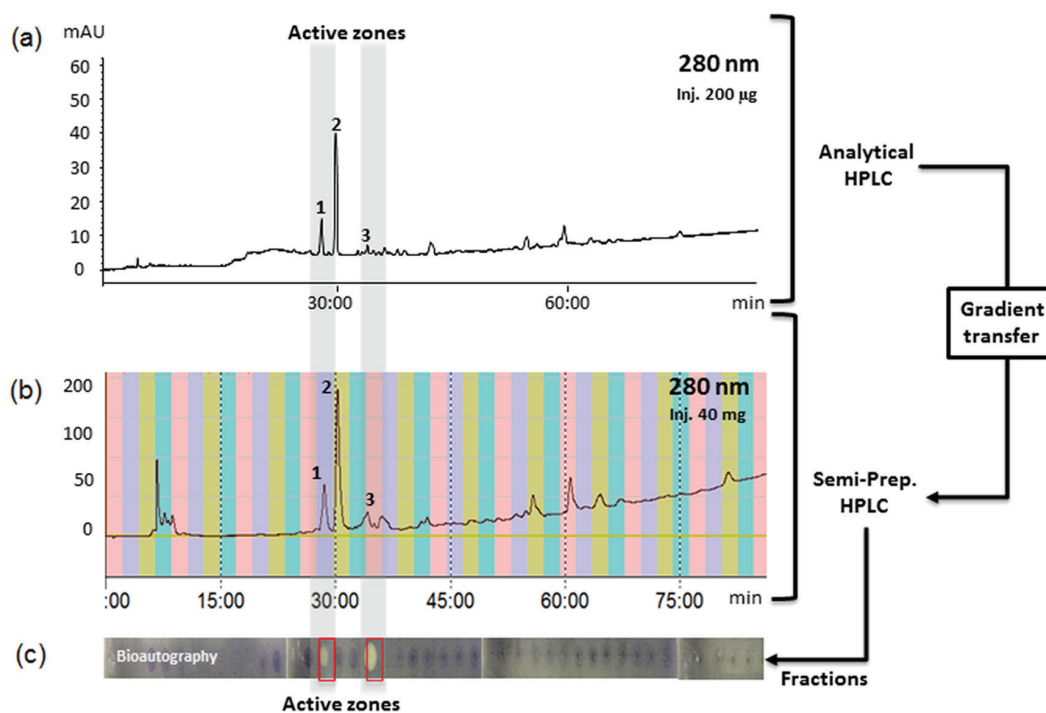 (a)
mAU
Active zones
60
50
40
30
20
10
0
1
2
3
280 nm
Inj. 200 µg
30:00
60:00
min
Analytical
HPLC
Gradient
transfer
(b)
200
100
50
0
1
2
3
280 nm
Inj. 40 mg
:00
15:00
30:00
45:00
60:00
75:00
min
Semi-Prep.
HPLC
(c)
Bioautography
Fractions
Active zones